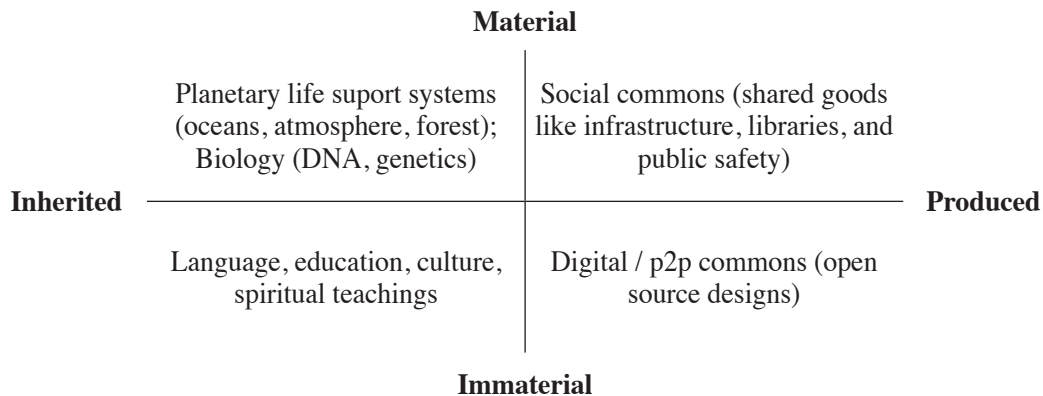 Material
Planetary life suport systems
(oceans, atmosphere, forest);
Biology (DNA, genetics)
Social commons (shared goods
like infrastructure, libraries, and
public safety)
Inherited
Produced
Language, education, culture,
spiritual teachings
Digital / p2p commons (open
source designs)
Immaterial